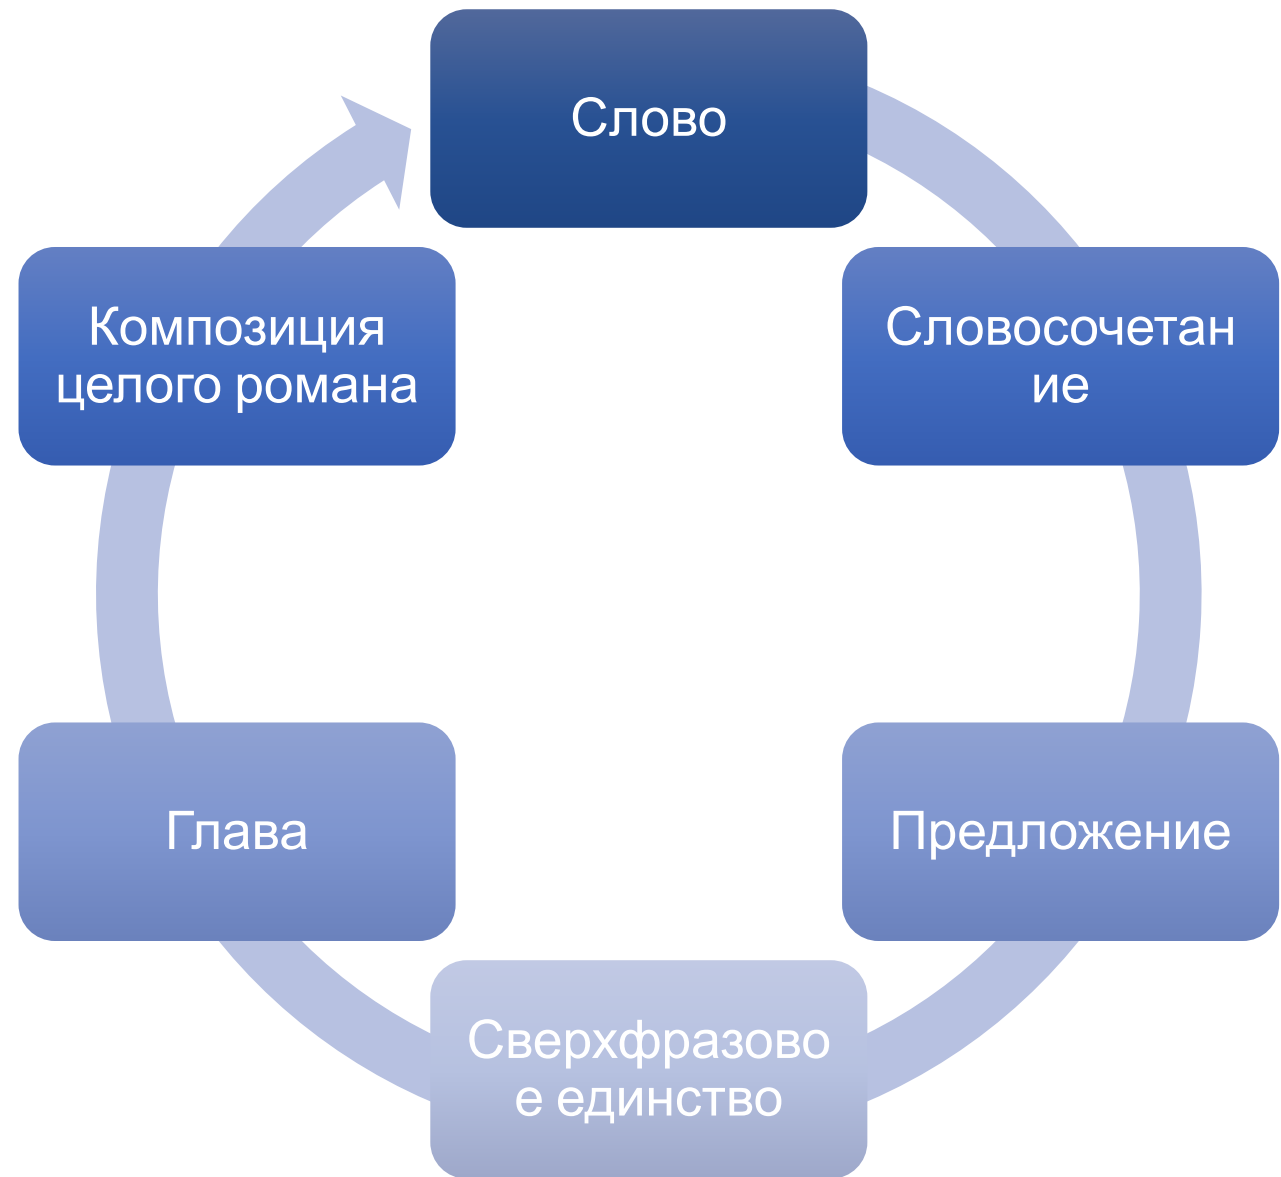 Слово
Словосочетан
ие
Предложение
Сверхфразово
е единство
Глава
Композиция
целого романа